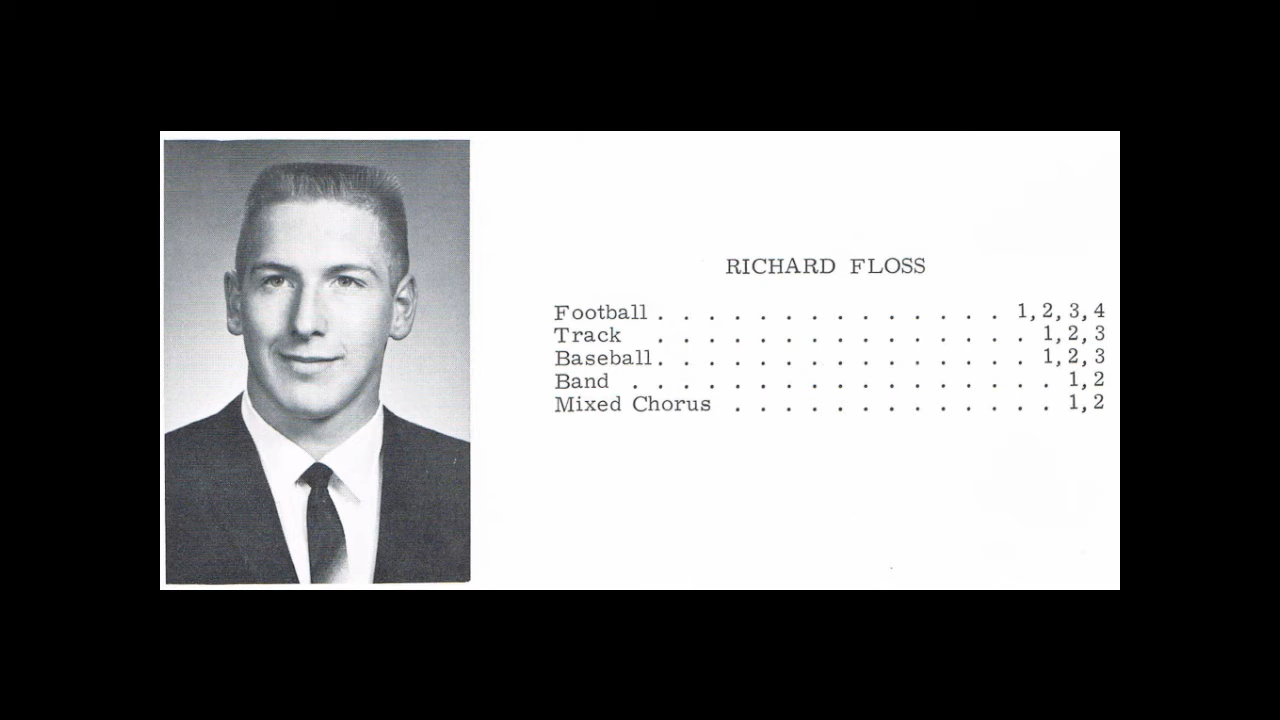 RICHARD FLOSS
Football . . . . . . . . . . . . . . 1, 2, 3, 4
Track . . . . . . . . . . . . . . . 1, 2, 3
Baseball . . . . . . . . . . . . . . . 1, 2, 3
Band . . . . . . . . . . . . . . . . . 1, 2
Mixed Chorus . . . . . . . . . . . . . 1, 2